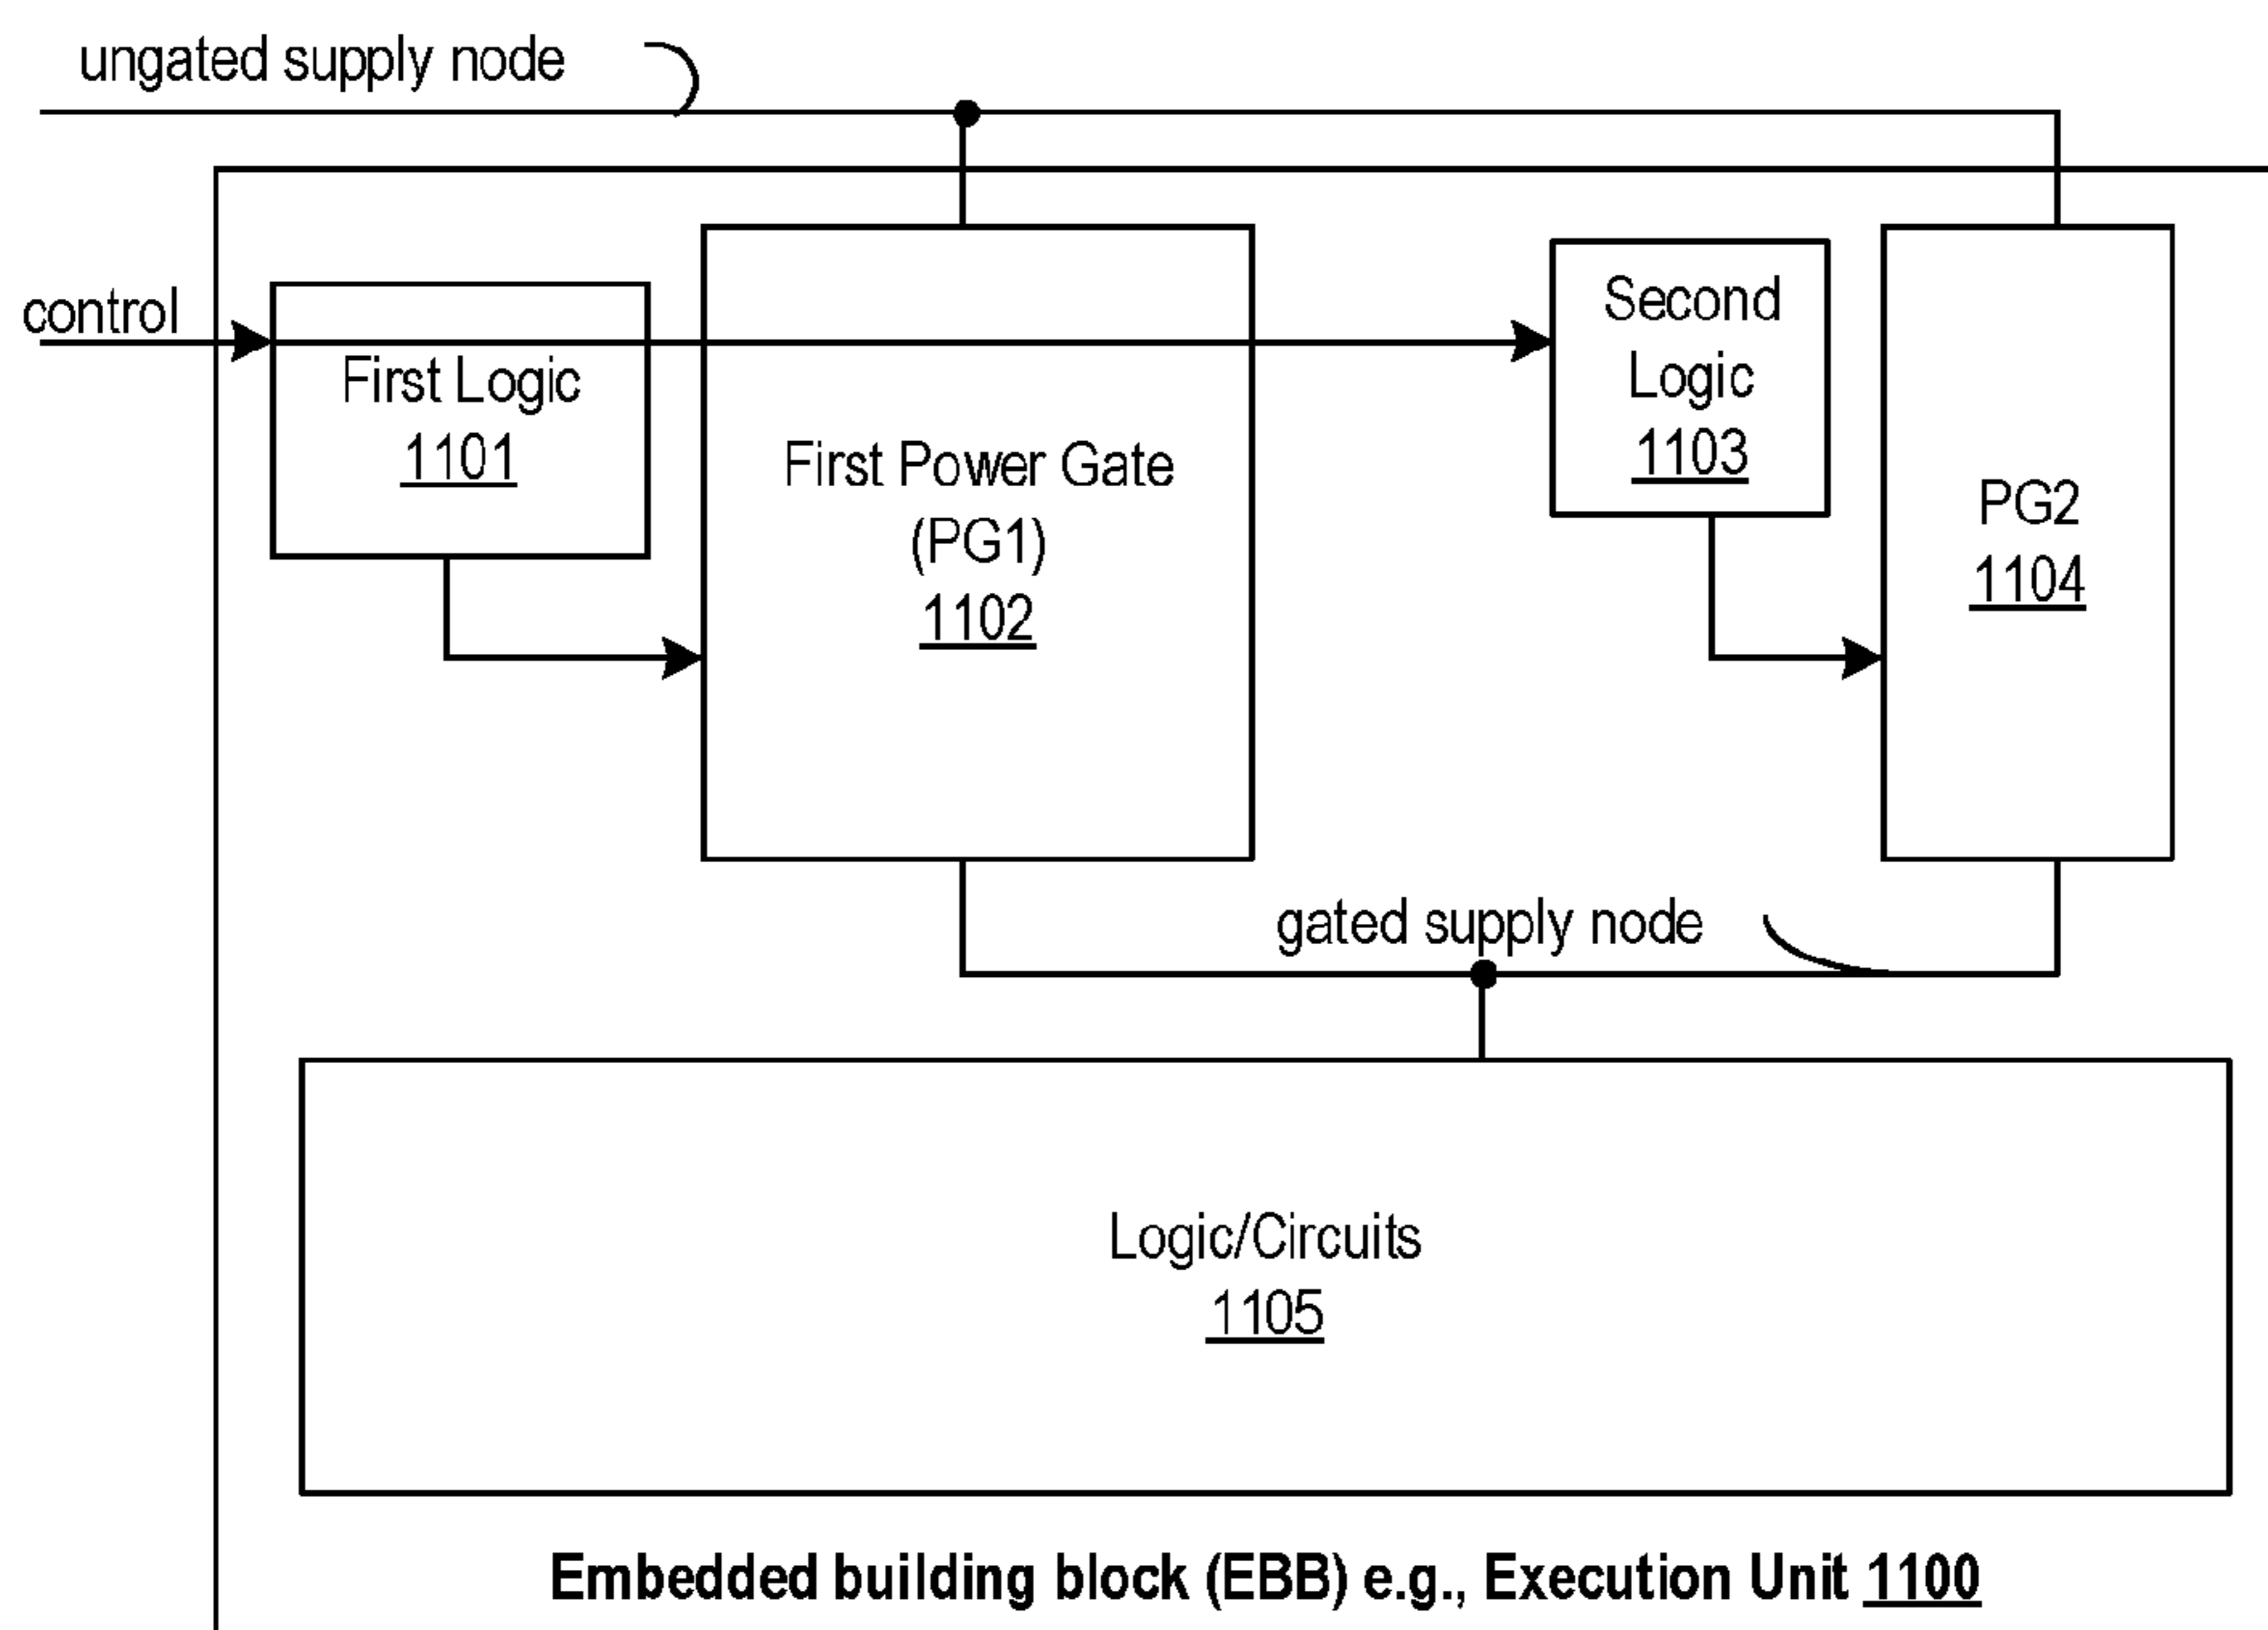 ungated supply node
control
First Logic
1101
First Power Gate
(PG1)
1102
Second
Logic
1103
PG2
1104
gated supply node
Logic/Circuits
1105
Embedded building block (EBB) e.g., Execution Unit 1100